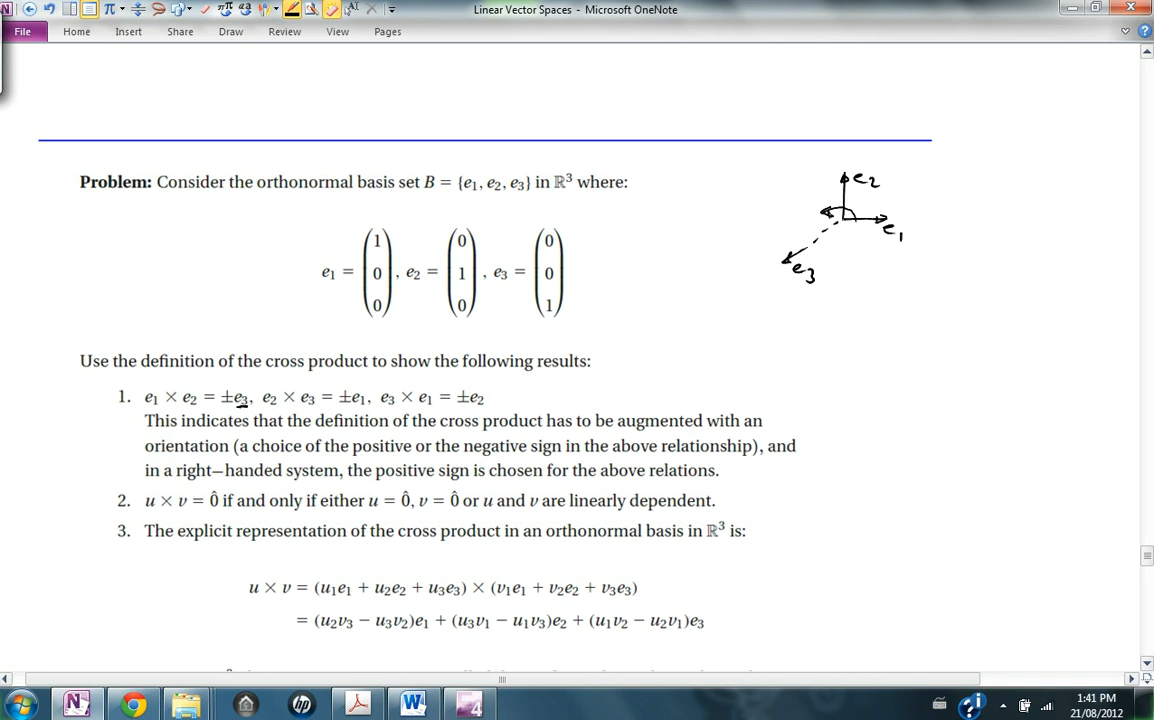 Linear Vector Spaces - Microsoft OneNote
File Home Insert Share Draw Review View Pages
Problem: Consider the orthonormal basis set B = {e₁, e₂, e₃} in ℝ³ where:
e₂
e₁
e₃
e₁ = (1 0 0), e₂ = (0 1 0), e₃ = (0 0 1)
Use the definition of the cross product to show the following results:
1. e₁ × e₂ = ±e₃, e₂ × e₃ = ±e₁, e₃ × e₁ = ±e₂
This indicates that the definition of the cross product has to be augmented with an
orientation (a choice of the positive or the negative sign in the above relationship), and
in a right−handed system, the positive sign is chosen for the above relations.
2. u × v = 0̂ if and only if either u = 0̂, v = 0̂ or u and v are linearly dependent.
3. The explicit representation of the cross product in an orthonormal basis in ℝ³ is:
u × v = (u₁e₁ + u₂e₂ + u₃e₃) × (v₁e₁ + v₂e₂ + v₃e₃)
= (u₂v₃ − u₃v₂)e₁ + (u₃v₁ − u₁v₃)e₂ + (u₁v₂ − u₂v₁)e₃
1:41 PM
21/08/2012